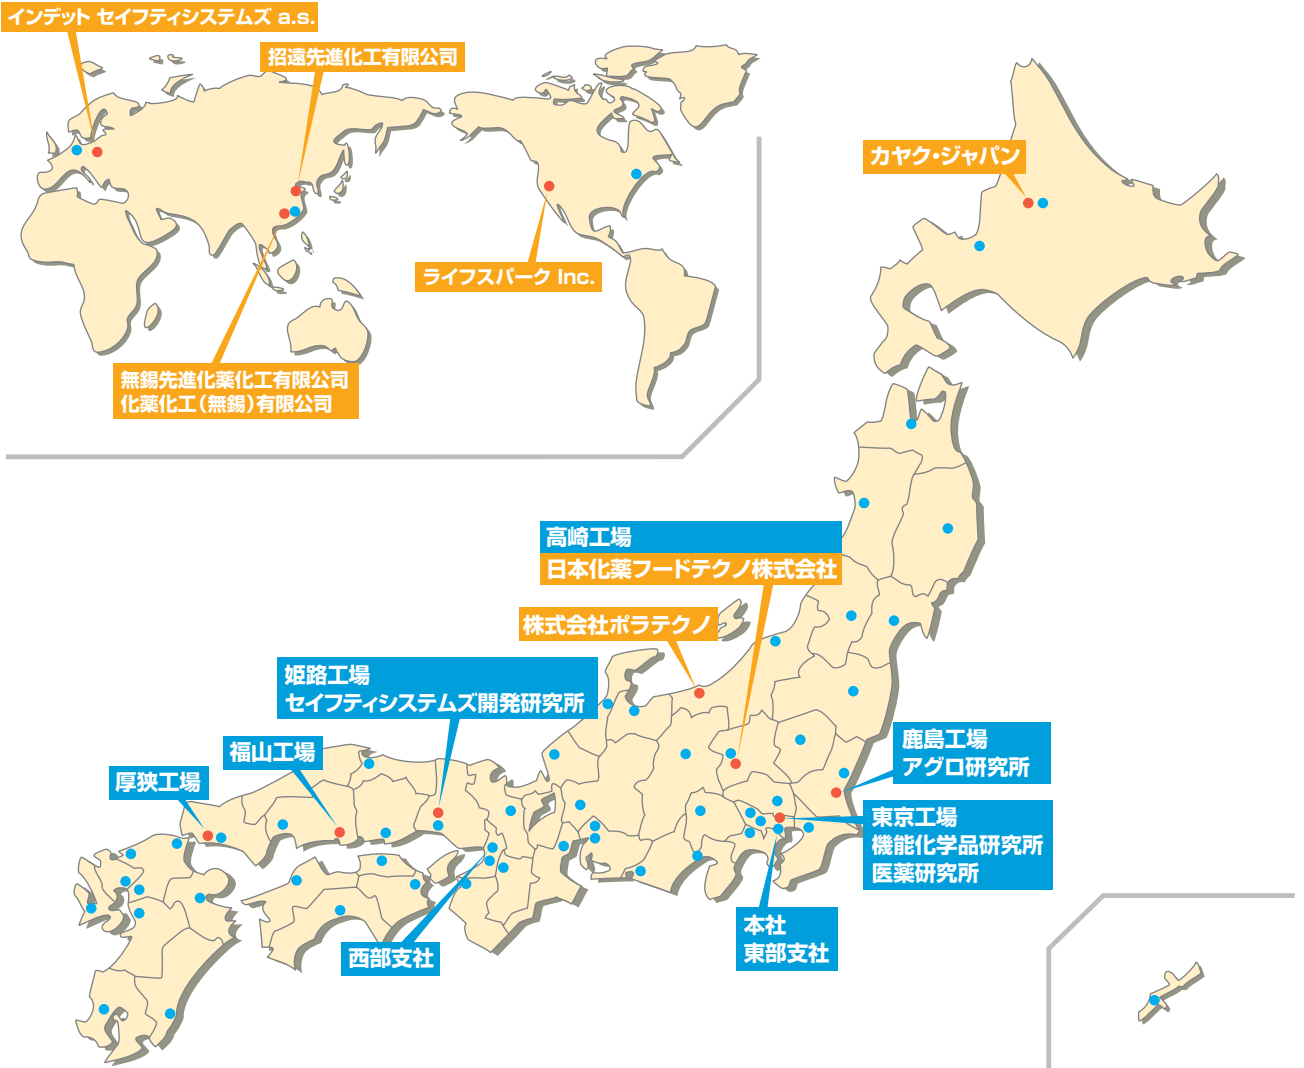 インデット セイフティシステムズ a.s.
招遠先進化工有限公司
カヤク・ジャパン
ライフスパーク Inc.
無錫先進化薬化工有限公司
化薬化工（無錫）有限公司
高崎工場
日本化薬フードテクノ株式会社
株式会社ポラテクノ
姫路工場
セイフティシステムズ開発研究所
福山工場
厚狭工場
鹿島工場
アグロ研究所
東京工場
機能化学品研究所
医薬研究所
本社
東部支社
西部支社